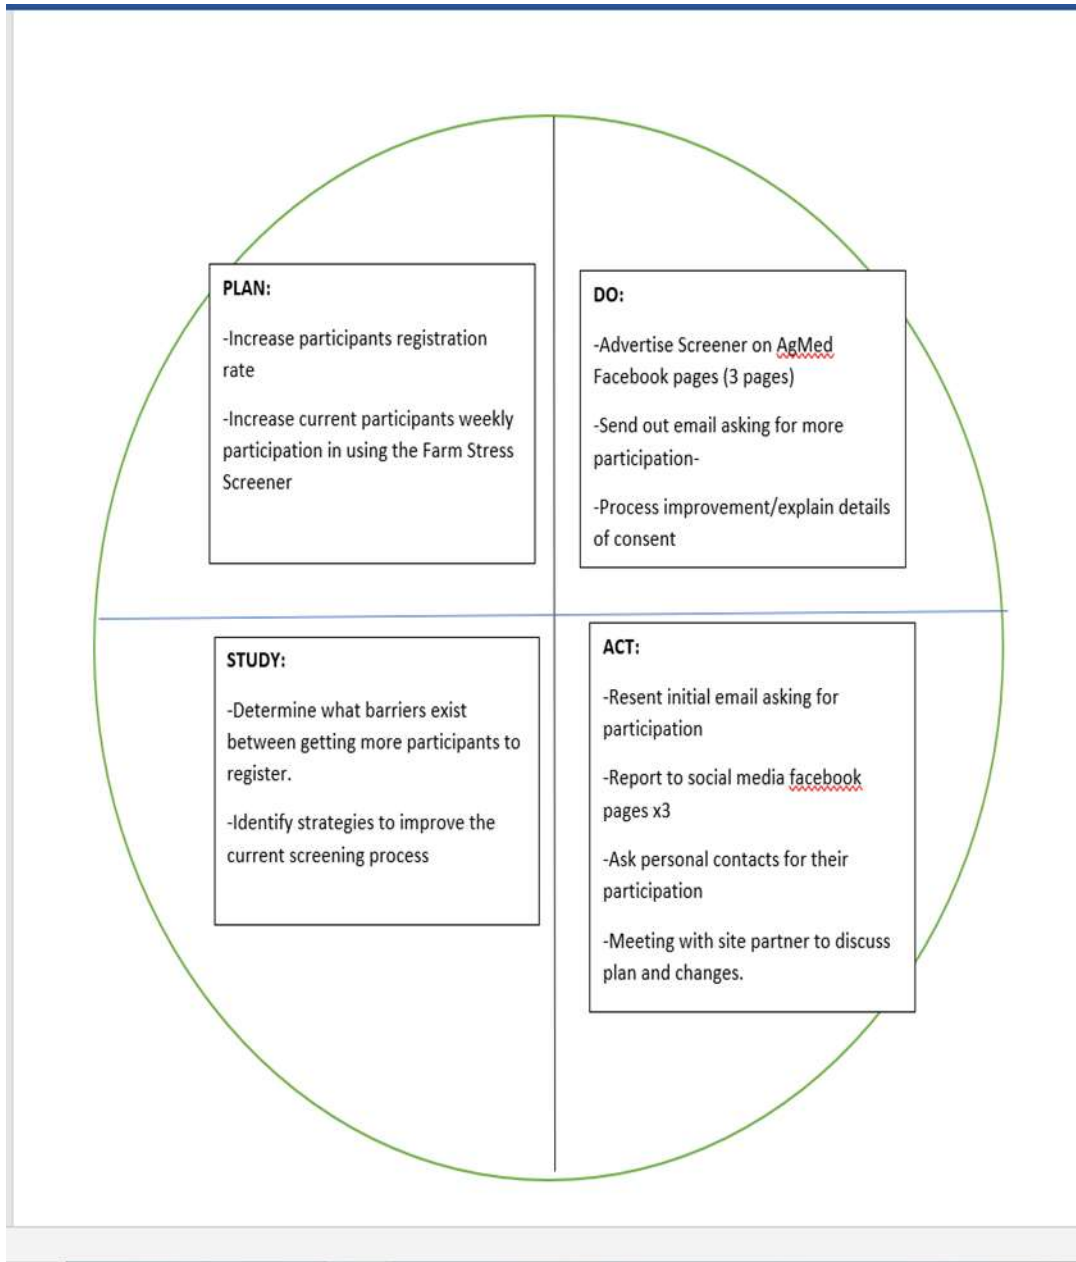 PLAN:
-Increase participants registration
rate
-Increase current participants weekly
participation in using the Farm Stress
Screener
DO:
-Advertise Screener on AgMed
Facebook pages (3 pages)
-Send out email asking for more
participation-
-Process improvement/explain details
of consent
STUDY:
-Determine what barriers exist
between getting more participants to
register.
-Identify strategies to improve the
current screening process
ACT:
-Resent initial email asking for
participation
-Report to social media facebook
pages x3
-Ask personal contacts for their
participation
-Meeting with site partner to discuss
plan and changes.